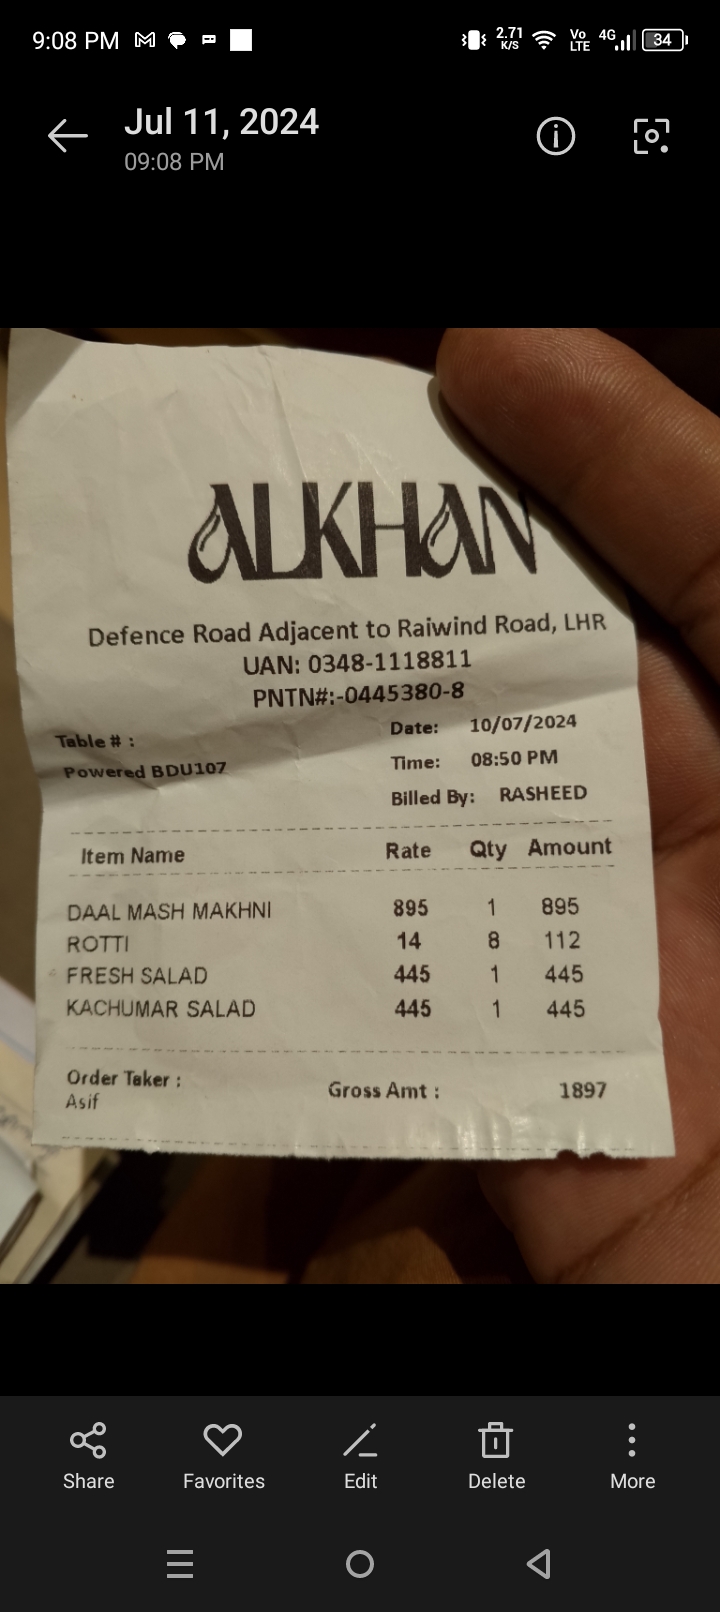 9:08 PM 2.71 K/S Vo LTE 4G 34
Jul 11, 2024
09:08 PM
ALKHAN
Defence Road Adjacent to Raiwind Road, LHR
UAN: 0348-1118811
PNTN#:-0445380-8
Table # : Date: 10/07/2024
Powered BDU107 Time: 08:50 PM
Billed By: RASHEED
Item Name Rate Qty Amount
DAAL MASH MAKHNI 895 1 895
ROTTI 14 8 112
FRESH SALAD 445 1 445
KACHUMAR SALAD 445 1 445
Order Taker : Gross Amt : 1897
Asif
Share Favorites Edit Delete More